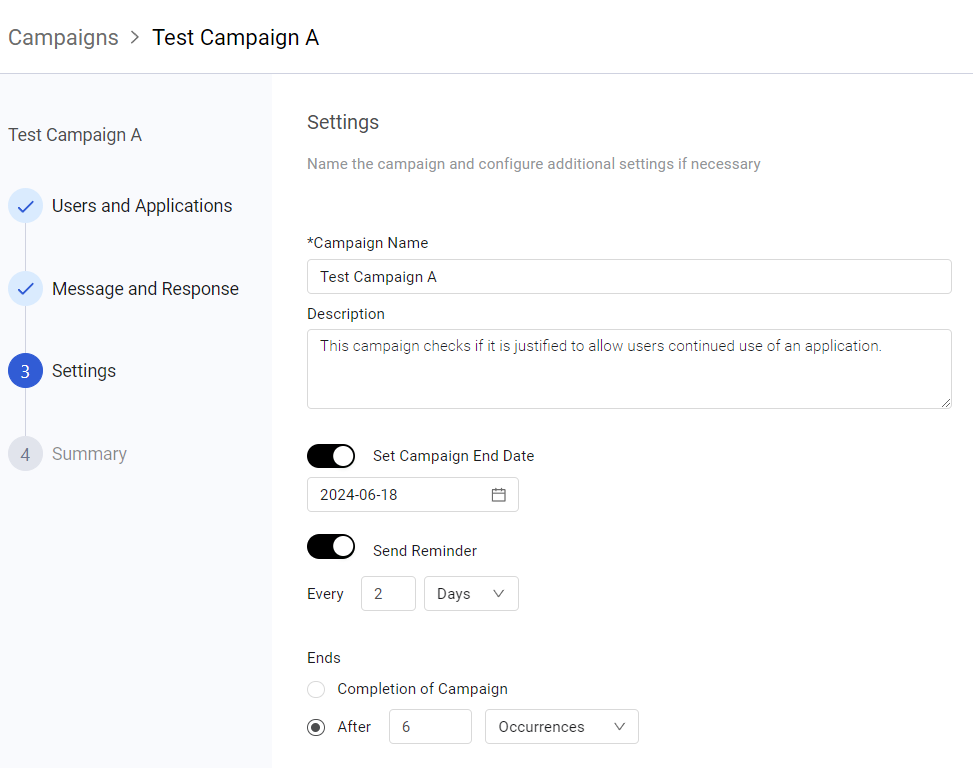 Campaigns > Test Campaign A
Test Campaign A
Users and Applications
Message and Response
3 Settings
4 Summary
Settings
Name the campaign and configure additional settings if necessary
*Campaign Name
Test Campaign A
Description
This campaign checks if it is justified to allow users continued use of an application.
Set Campaign End Date
2024-06-18
Send Reminder
Every 2 Days
Ends
Completion of Campaign
After 6 Occurrences